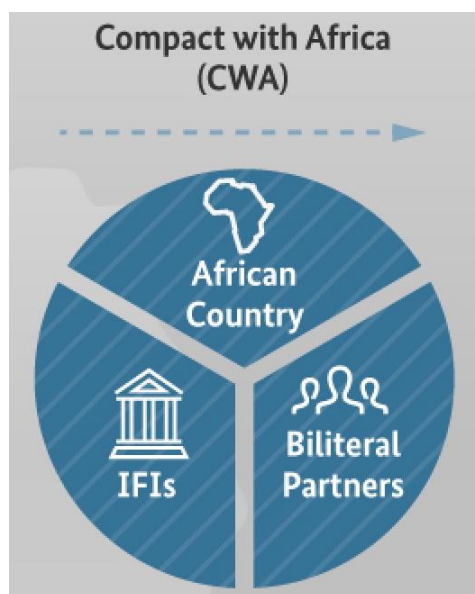 Compact with Africa
(CWA)
African
Country
IFIs
Biliteral
Partners